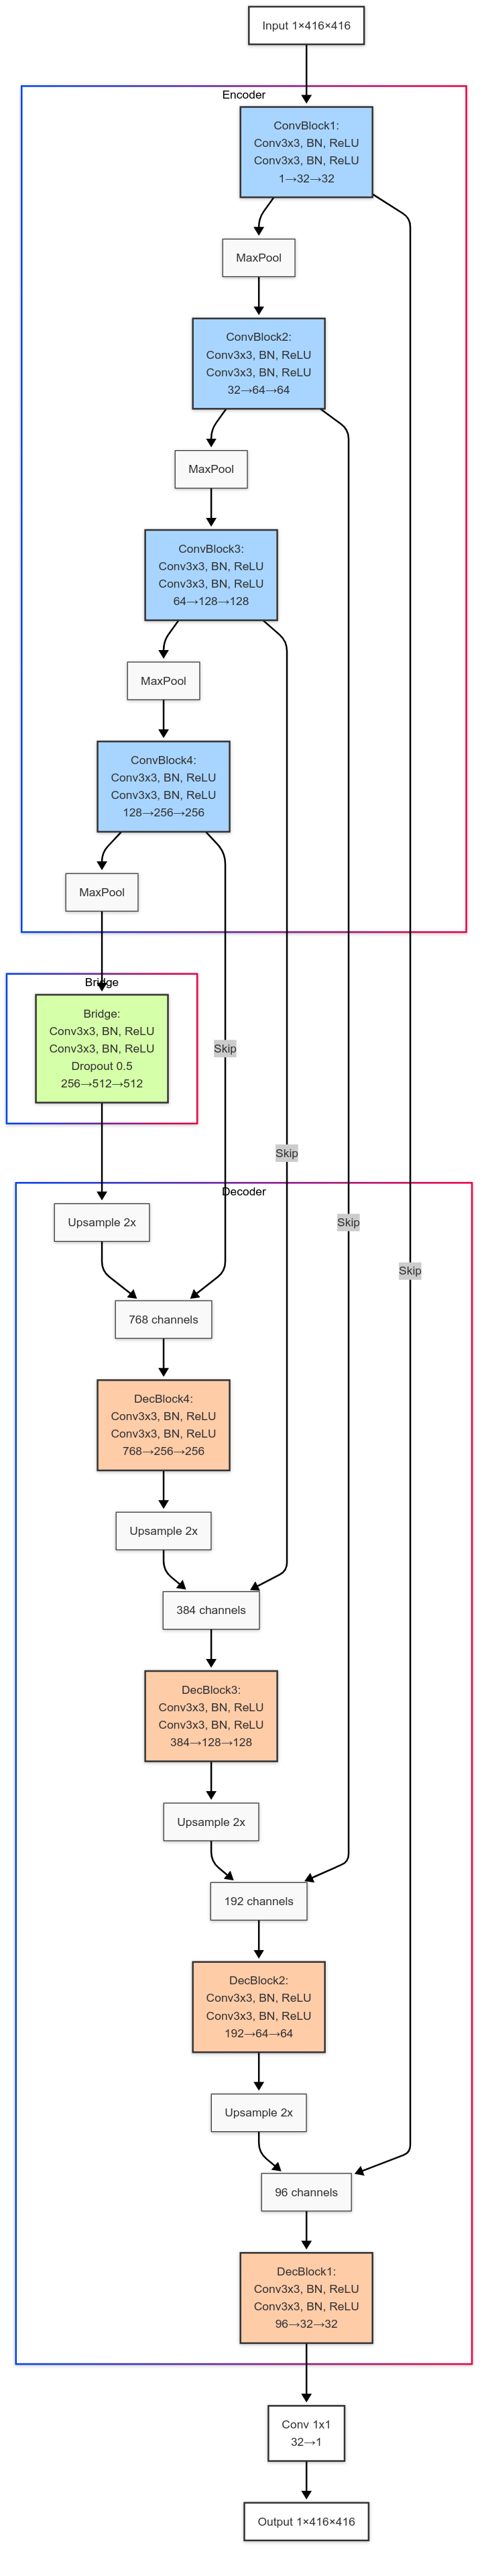 Input 1×416×416
Encoder
ConvBlock1:
Conv3x3, BN, ReLU
Conv3x3, BN, ReLU
1→32→32
MaxPool
ConvBlock2:
Conv3x3, BN, ReLU
Conv3x3, BN, ReLU
32→64→64
MaxPool
ConvBlock3:
Conv3x3, BN, ReLU
Conv3x3, BN, ReLU
64→128→128
MaxPool
ConvBlock4:
Conv3x3, BN, ReLU
Conv3x3, BN, ReLU
128→256→256
MaxPool
Bridge
Bridge:
Conv3x3, BN, ReLU
Conv3x3, BN, ReLU
Dropout 0.5
256→512→512
Skip
Skip
Skip
Skip
Decoder
Upsample 2x
768 channels
DecBlock4:
Conv3x3, BN, ReLU
Conv3x3, BN, ReLU
768→256→256
Upsample 2x
384 channels
DecBlock3:
Conv3x3, BN, ReLU
Conv3x3, BN, ReLU
384→128→128
Upsample 2x
192 channels
DecBlock2:
Conv3x3, BN, ReLU
Conv3x3, BN, ReLU
192→64→64
Upsample 2x
96 channels
DecBlock1:
Conv3x3, BN, ReLU
Conv3x3, BN, ReLU
96→32→32
Conv 1x1
32→1
Output 1×416×416